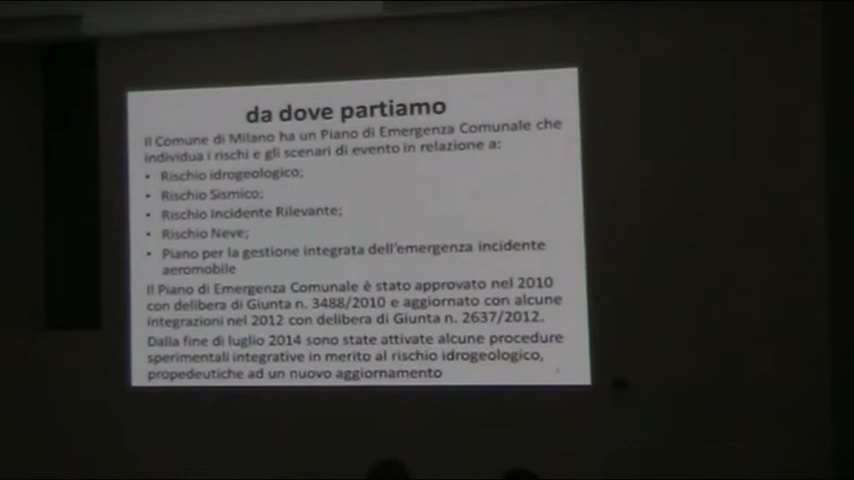 da dove partiamo
Il Comune di Milano ha un Piano di Emergenza Comunale che
individua i rischi e gli scenari di evento in relazione a:
• Rischio idrogeologico;
• Rischio Sismico;
• Rischio Incidente Rilevante;
• Rischio Neve;
• Piano per la gestione integrata dell'emergenza incidente
aeromobile
Il Piano di Emergenza Comunale è stato approvato nel 2010
con delibera di Giunta n. 3488/2010 e aggiornato con alcune
integrazioni nel 2012 con delibera di Giunta n. 2637/2012.
Dalla fine di luglio 2014 sono state attivate alcune procedure
sperimentali integrative in merito al rischio idrogeologico,
propedeutiche ad un nuovo aggiornamento